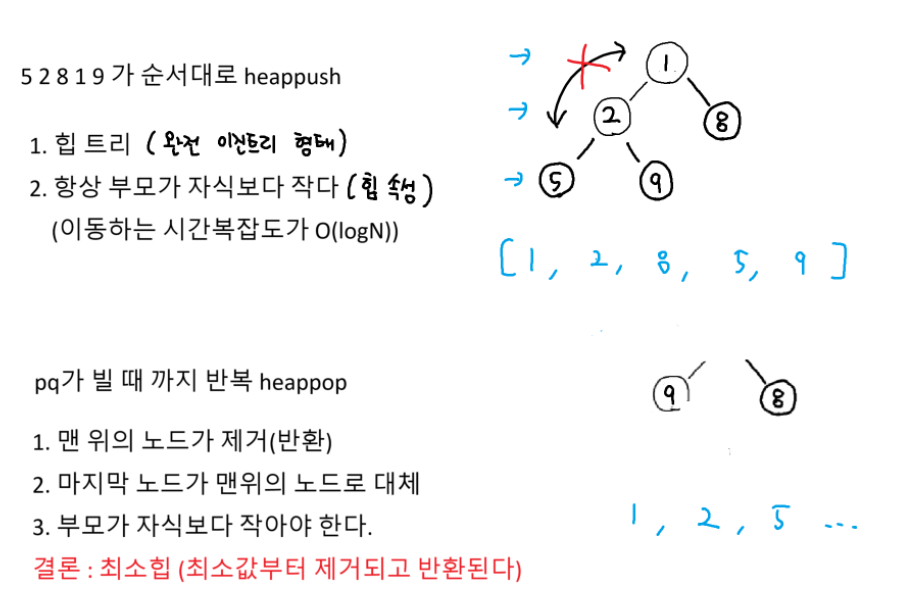 5 2 8 1 9 가 순서대로 heappush
1. 힙 트리 (완전 이진트리 형태)
2. 항상 부모가 자식보다 작다 (힙 속성)
(이동하는 시간복잡도가 O(logN))
1
2
8
5
9
[1, 2, 8, 5, 9]
pq가 빌 때 까지 반복 heappop
1. 맨 위의 노드가 제거(반환)
2. 마지막 노드가 맨위의 노드로 대체
3. 부모가 자식보다 작아야 한다.
결론 : 최소힙 (최소값부터 제거되고 반환된다)
9
8
1, 2, 5 ...